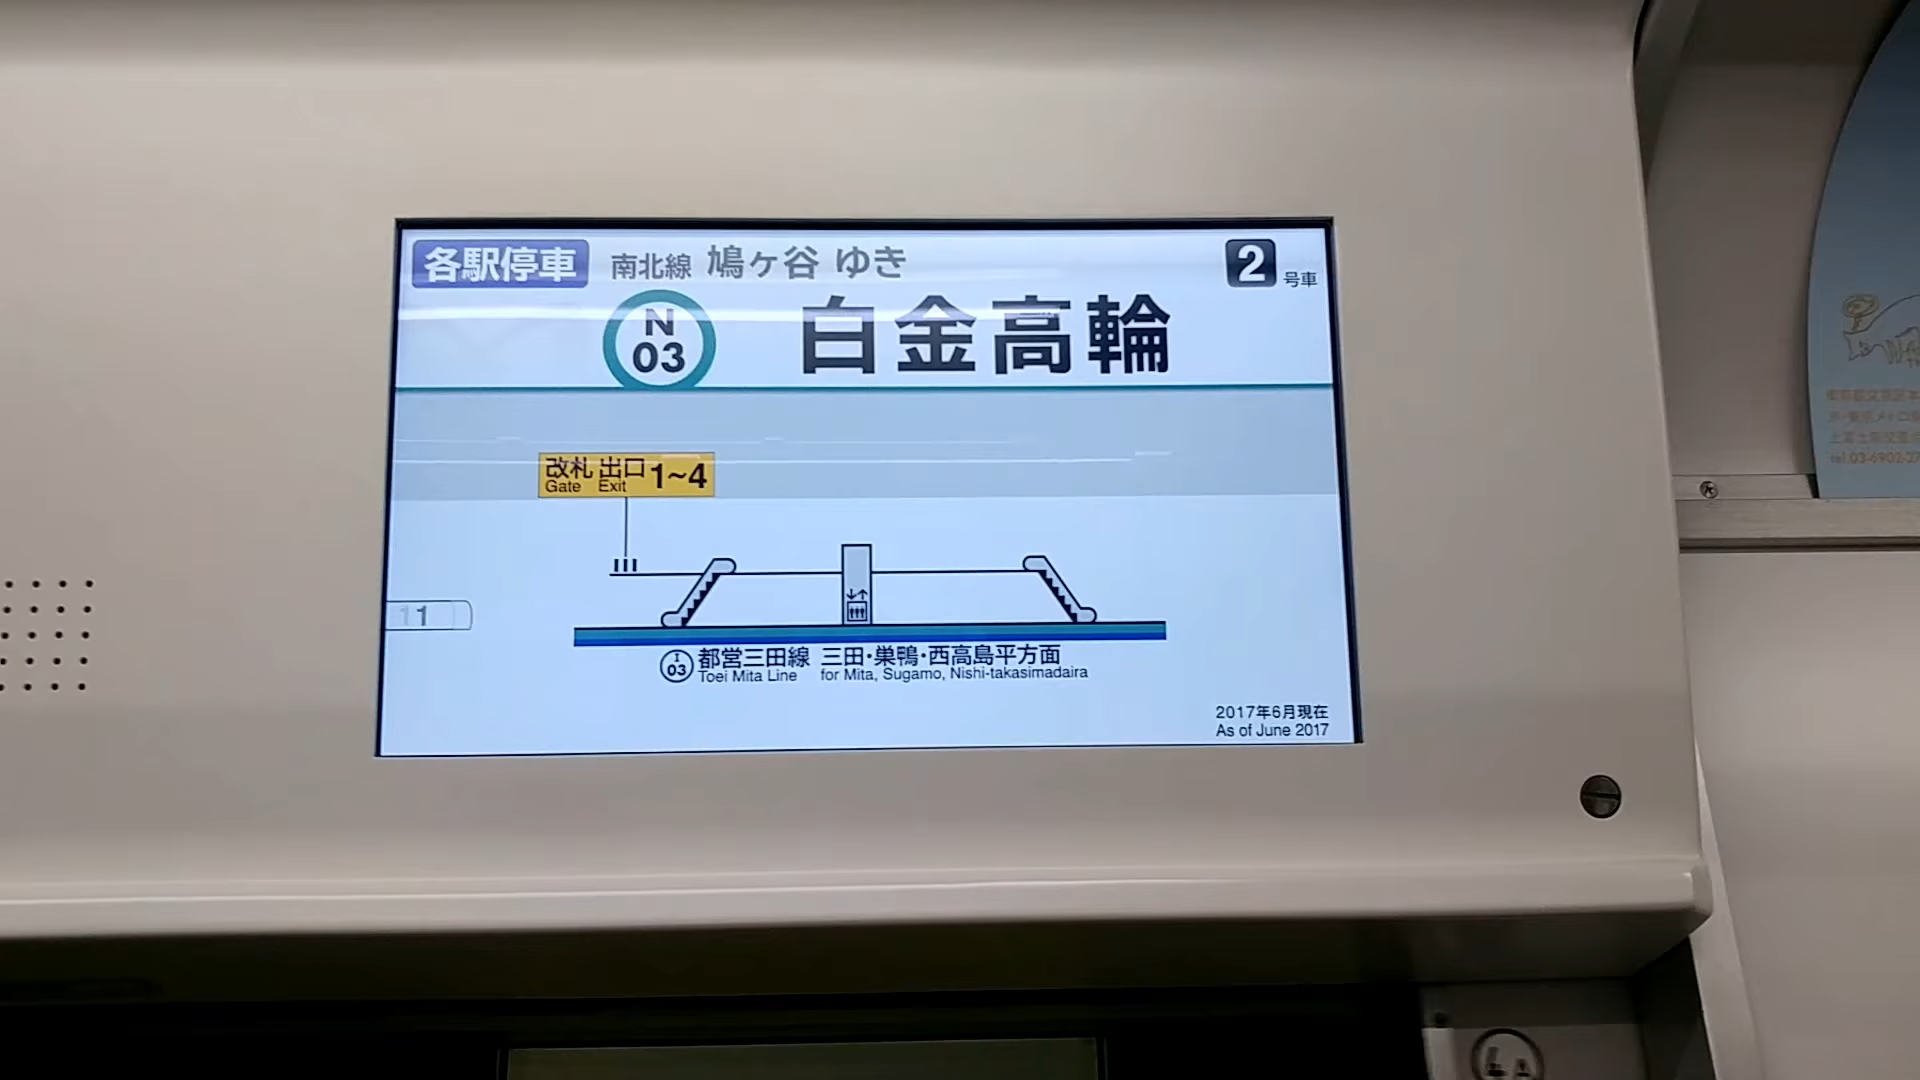 各駅停車 南北線 鳩ヶ谷 ゆき 2 号車
N 03 白金高輪
改札 出口 1~4
Gate Exit
11
I 03 都営三田線 三田・巣鴨・西高島平方面
Toei Mita Line for Mita, Sugamo, Nishi-takasimadaira
2017年6月現在
As of June 2017